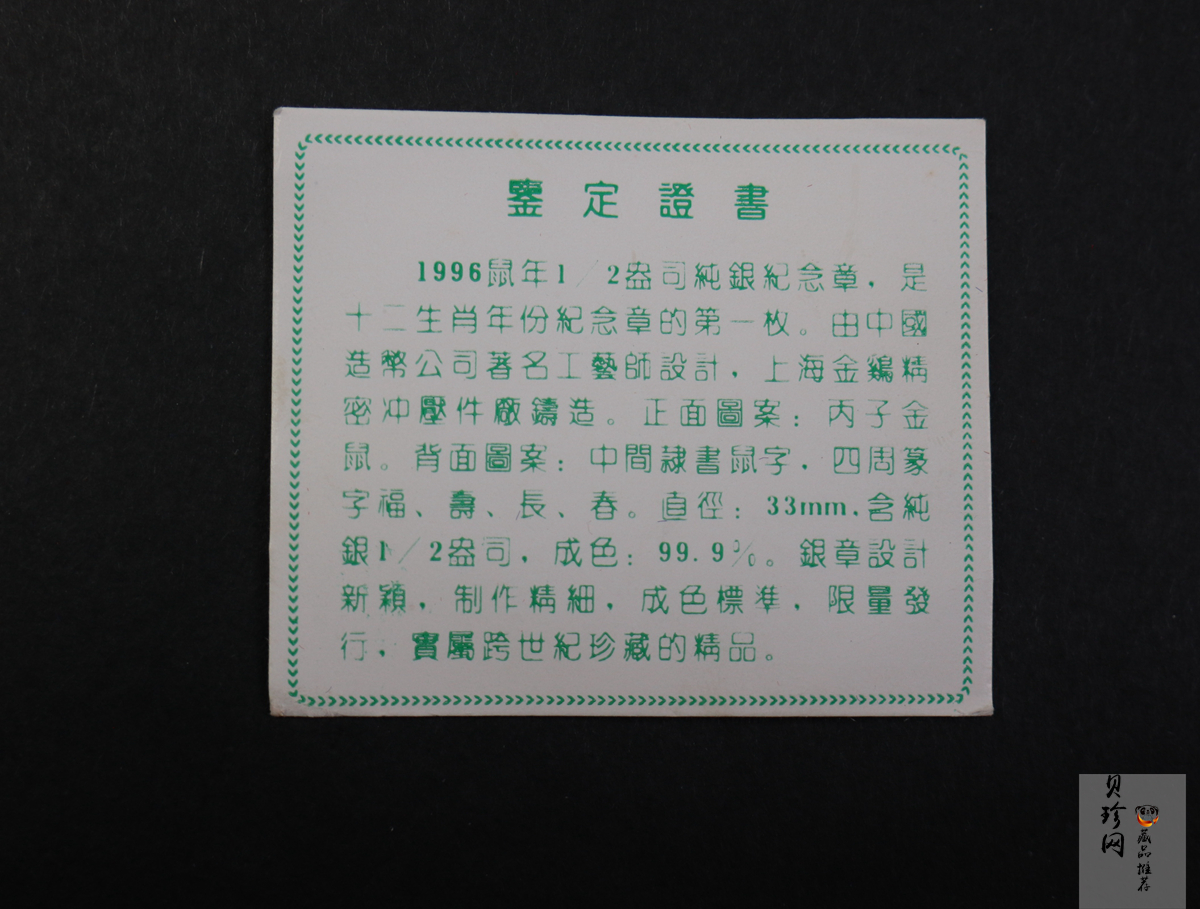 鑒定證書
1996鼠年1/2盎司純銀紀念章，是
十二生肖年份紀念章的第一枚。由中國
造幣公司著名工藝師設計，上海金鷄精
密冲壓件廠鑄造。正面圖案：丙子金
鼠。背面圖案：中間隷書鼠字，四周篆
字福、壽、長、春。直徑：33mm，含純
銀1/2盎司，成色：99.9%。銀章設計
新穎，制作精細，成色標準，限量發
行，實屬跨世紀珍藏的精品。
贝珍网
藏品推荐